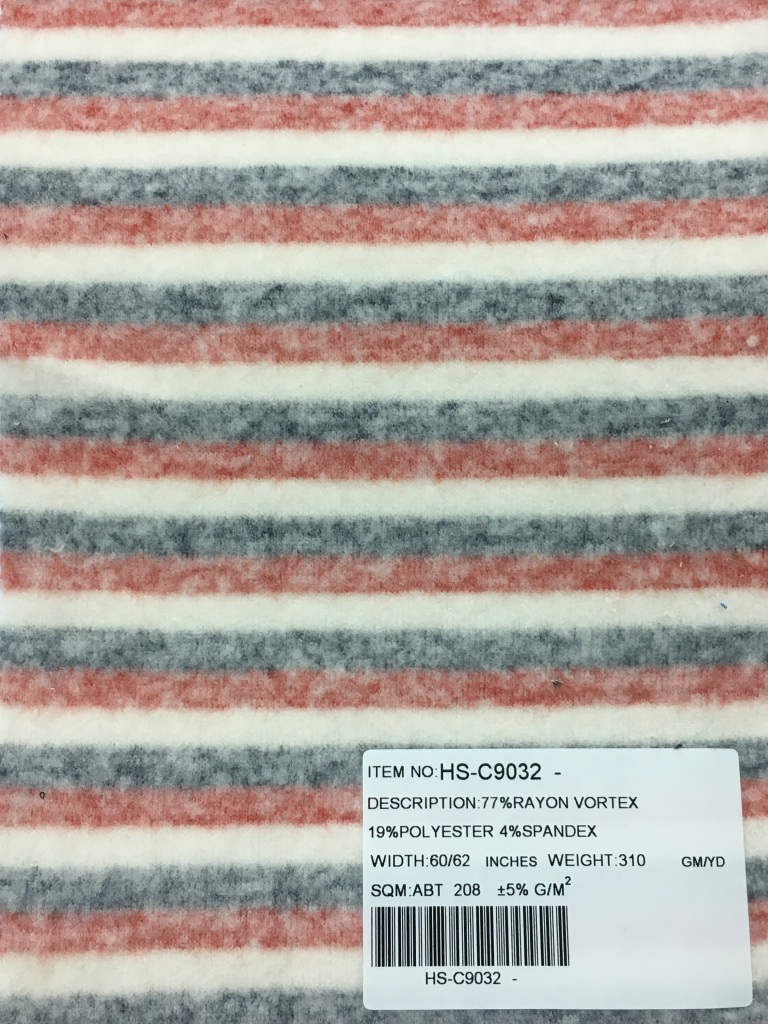 ITEM NO:HS-C9032 -
DESCRIPTION:77%RAYON VORTEX
19%POLYESTER 4%SPANDEX
WIDTH:60/62 INCHES WEIGHT:310 GM/YD
SQM:ABT 208 ±5% G/M²
HS-C9032 -